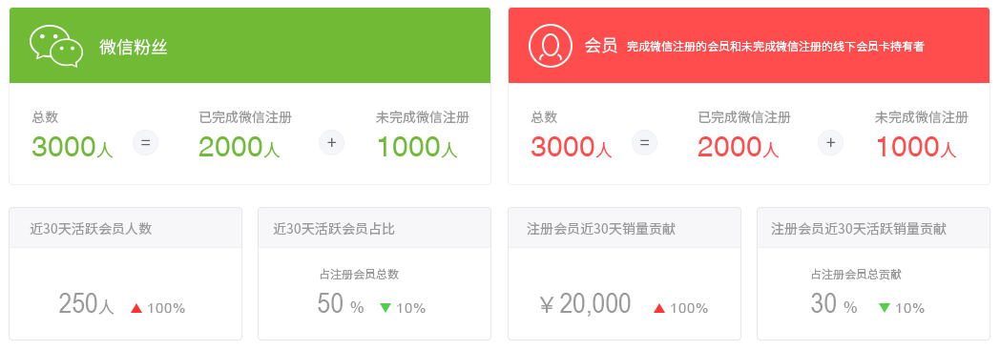 微信粉丝
总数 已完成微信注册 未完成微信注册
3000人 = 2000人 + 1000人
会员 完成微信注册的会员和未完成微信注册的线下会员卡持有者
总数 已完成微信注册 未完成微信注册
3000人 = 2000人 + 1000人
近30天活跃会员人数
250人 100%
近30天活跃会员占比
占注册会员总数
50 % 10%
注册会员近30天销量贡献
¥20,000 100%
注册会员近30天活跃销量贡献
占注册会员总贡献
30 % 10%